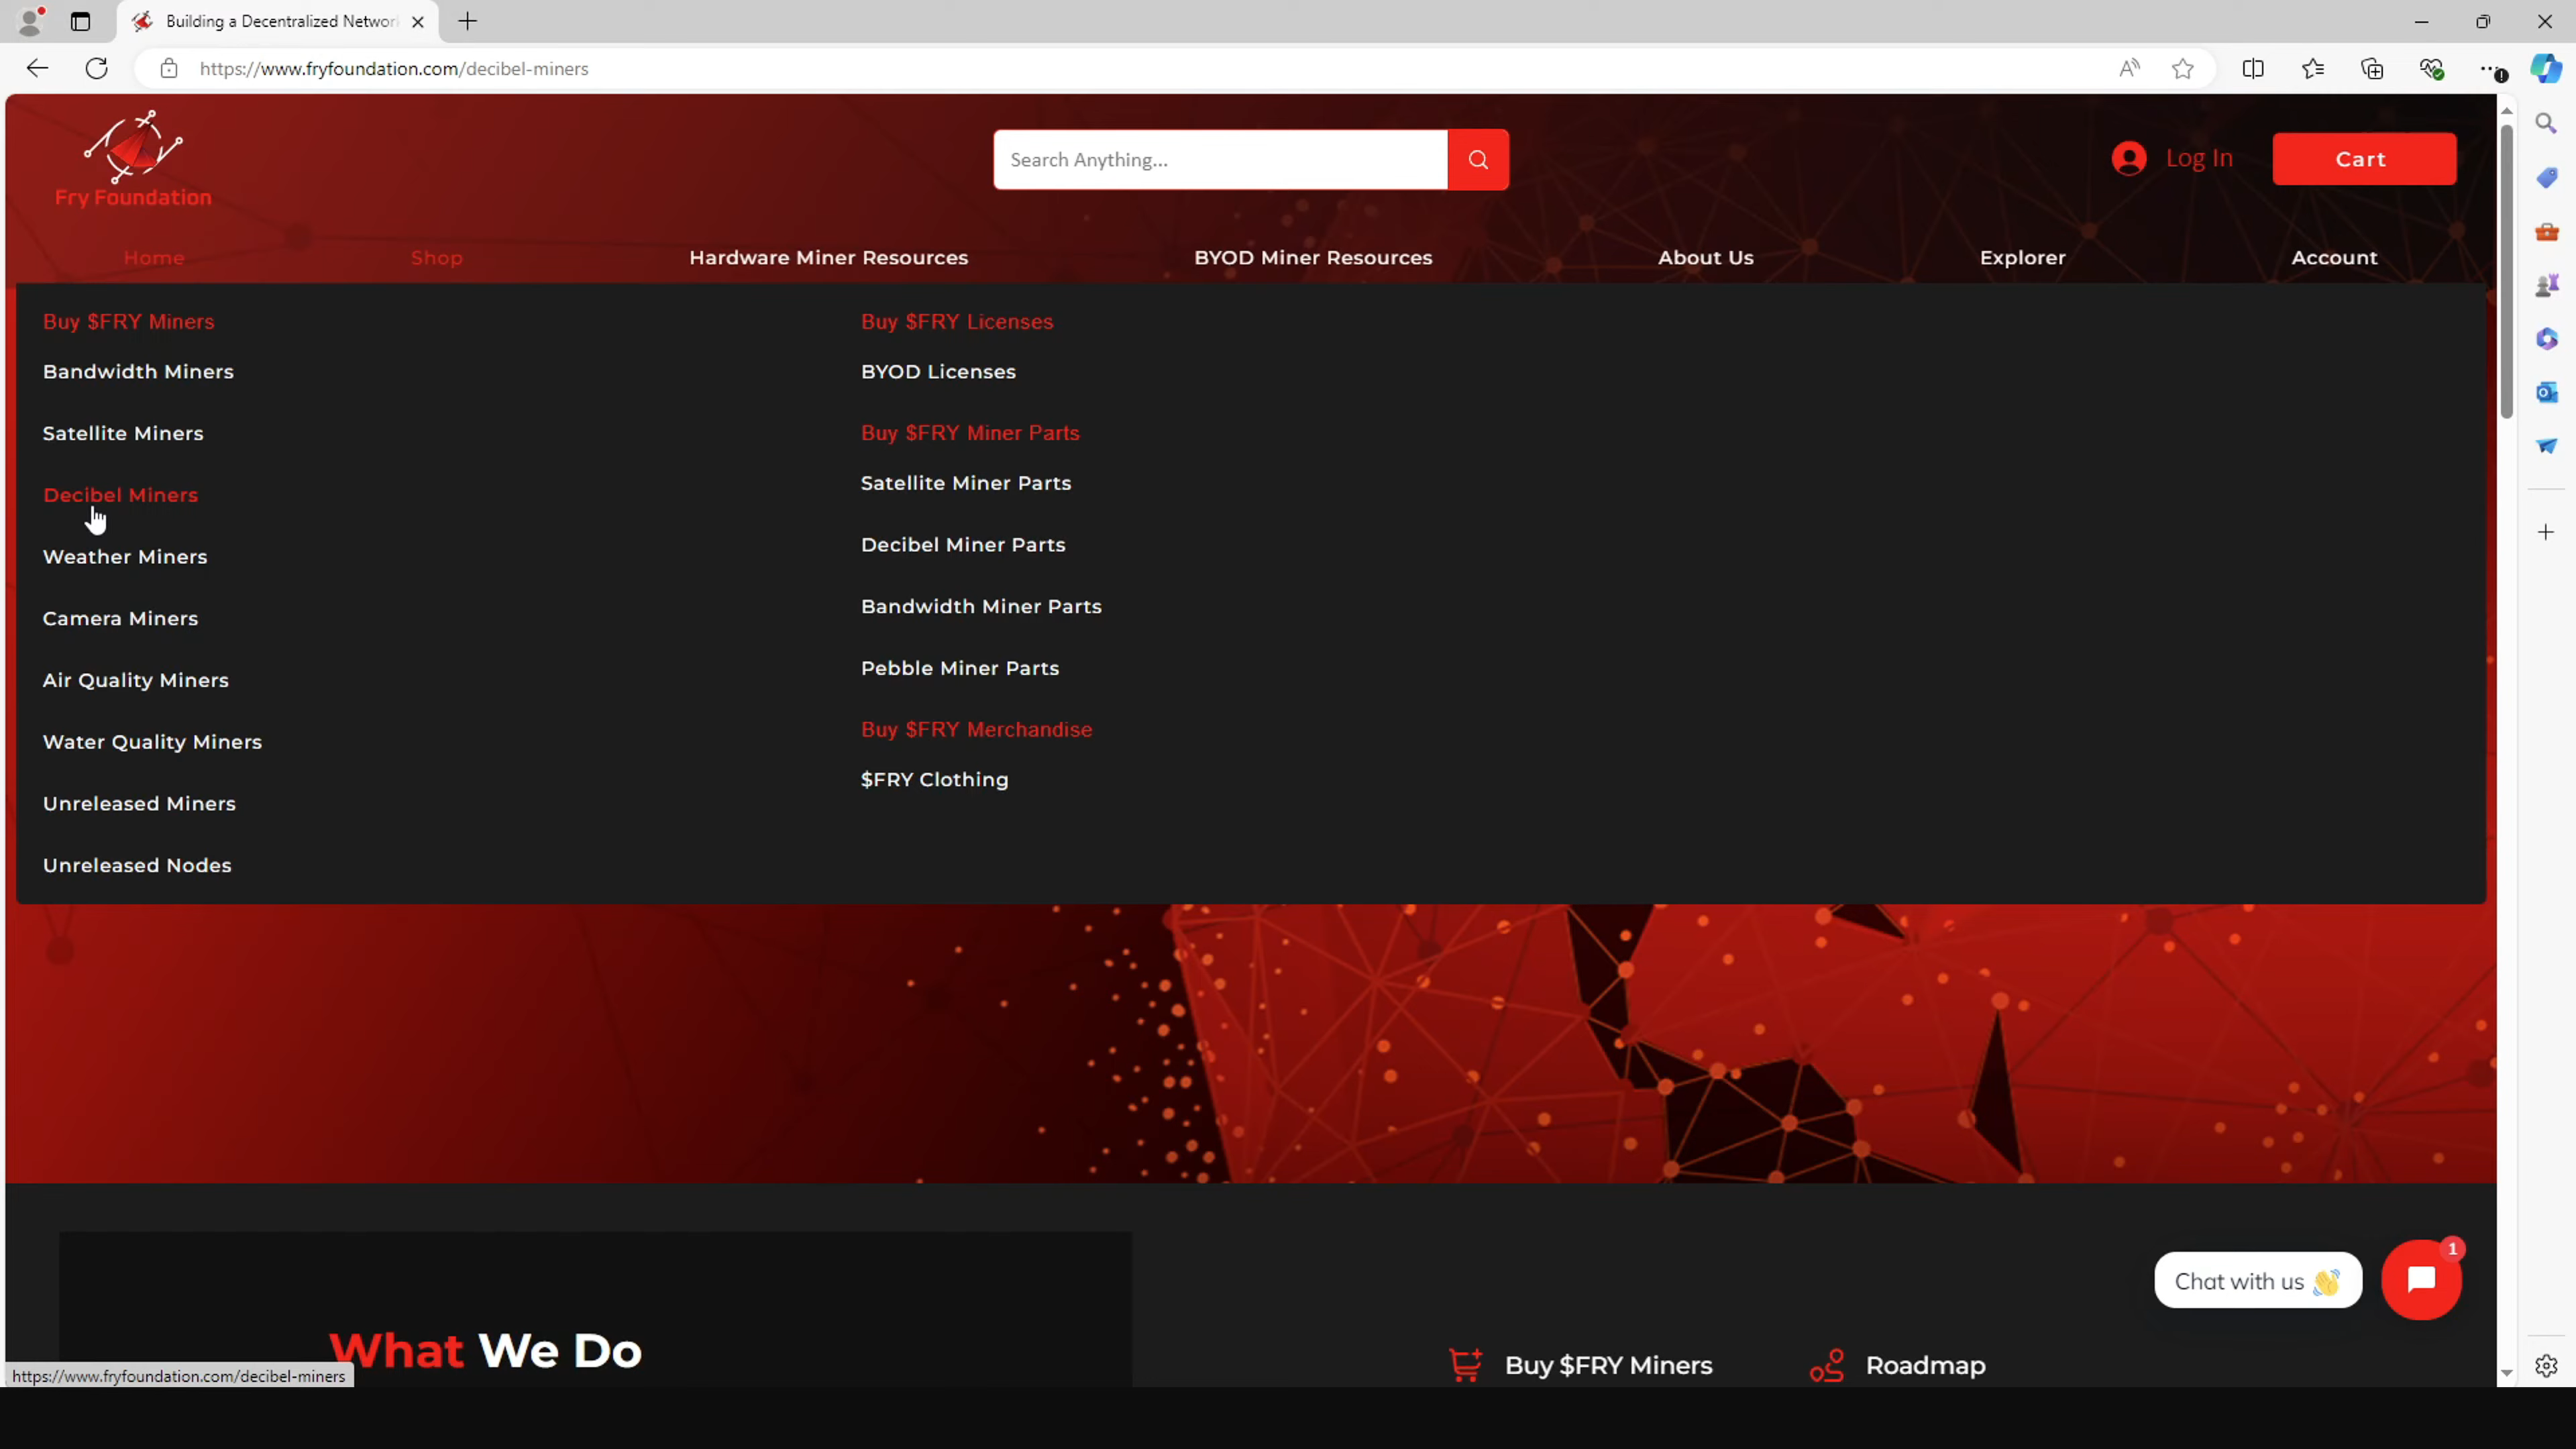 Building a Decentralized Networ
https://www.fryfoundation.com/decibel-miners
Fry Foundation
Search Anything...
Log In
Cart
Home
Shop
Hardware Miner Resources
BYOD Miner Resources
About Us
Explorer
Account
Buy $FRY Miners
Bandwidth Miners
Satellite Miners
Decibel Miners
Weather Miners
Camera Miners
Air Quality Miners
Water Quality Miners
Unreleased Miners
Unreleased Nodes
Buy $FRY Licenses
BYOD Licenses
Buy $FRY Miner Parts
Satellite Miner Parts
Decibel Miner Parts
Bandwidth Miner Parts
Pebble Miner Parts
Buy $FRY Merchandise
$FRY Clothing
What We Do
Buy $FRY Miners
Roadmap
Chat with us 👋
1
https://www.fryfoundation.com/decibel-miners